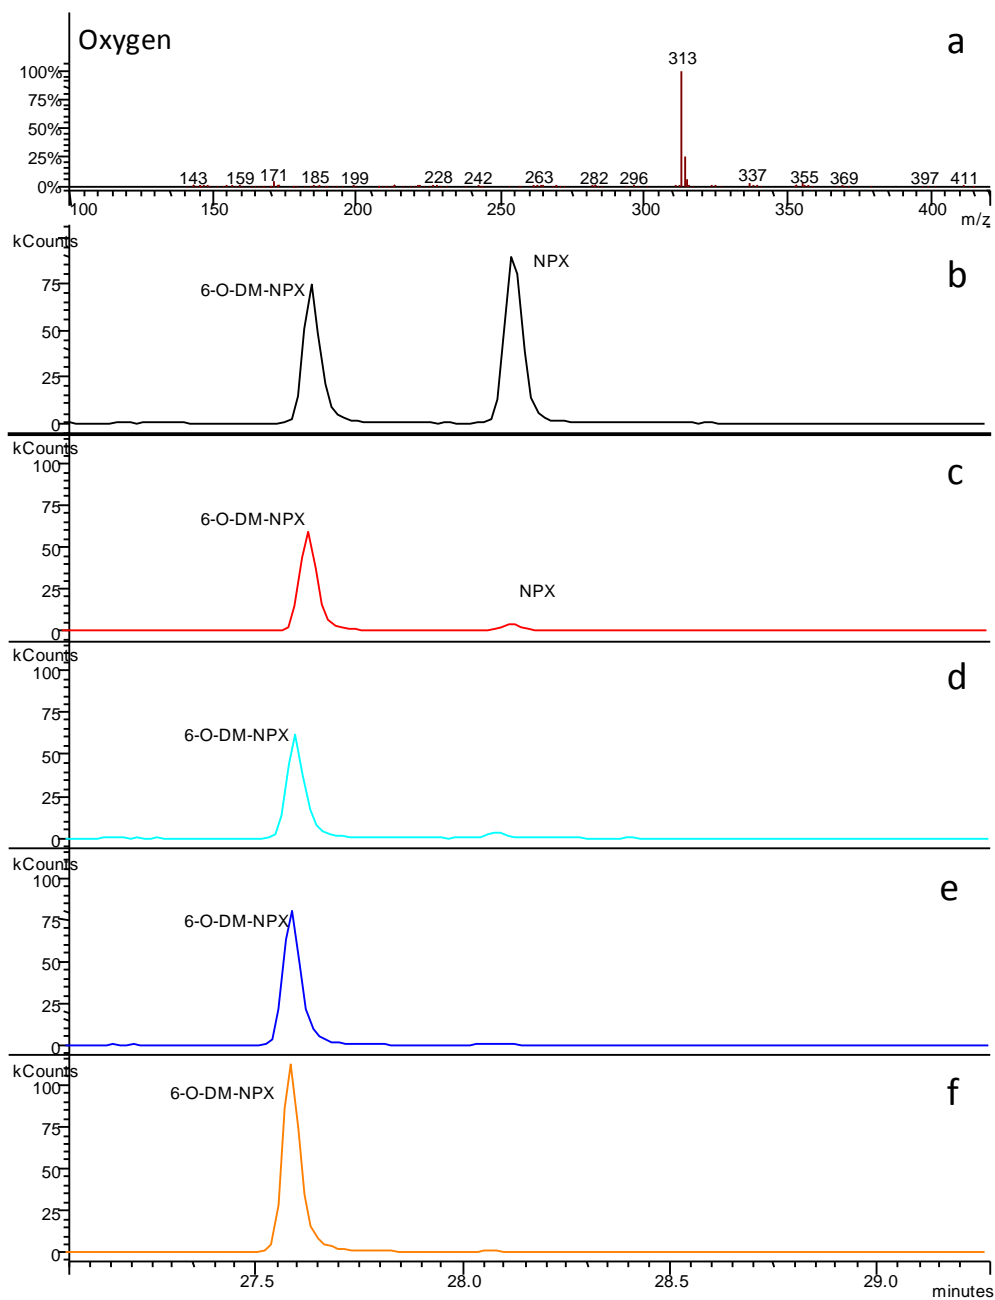 Oxygen
a
313
100%
75%
50%
25%
0%
143 159 171 185 199 228 242 263 282 296 337 355 369 397 411
100 150 200 250 300 350 400
m/z
kCounts
b
NPX
6-O-DM-NPX
75
50
25
0
kCounts
c
100
75
6-O-DM-NPX
50
NPX
25
0
kCounts
d
100
75
6-O-DM-NPX
50
25
0
kCounts
e
100
75
6-O-DM-NPX
50
25
0
kCounts
f
100
6-O-DM-NPX
75
50
25
0
27.5 28.0 28.5 29.0
minutes